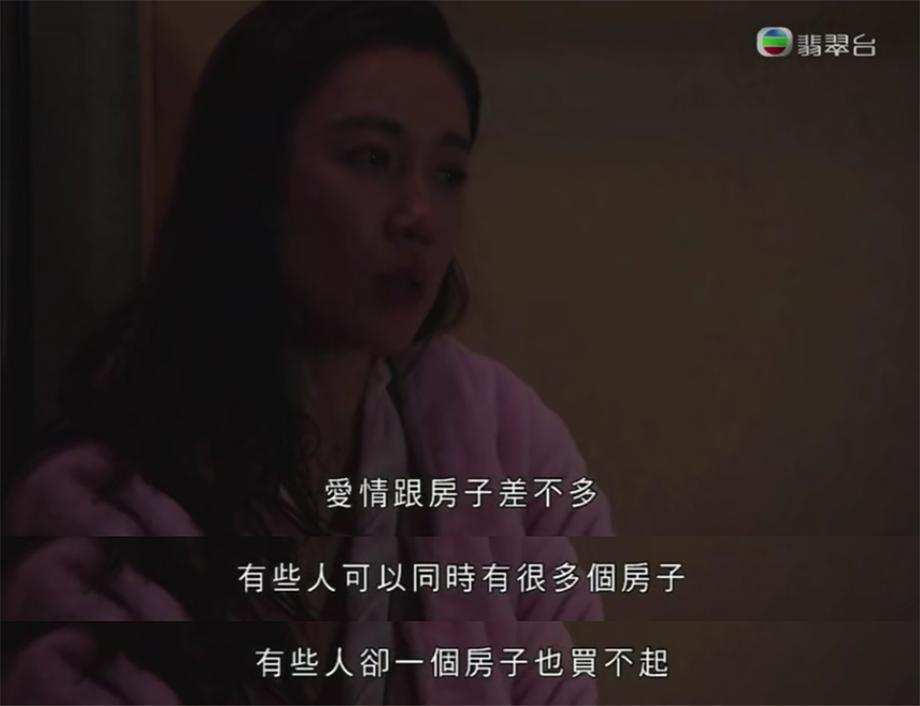 翡翠台
愛情跟房子差不多
有些人可以同時有很多個房子
有些人卻一個房子也買不起